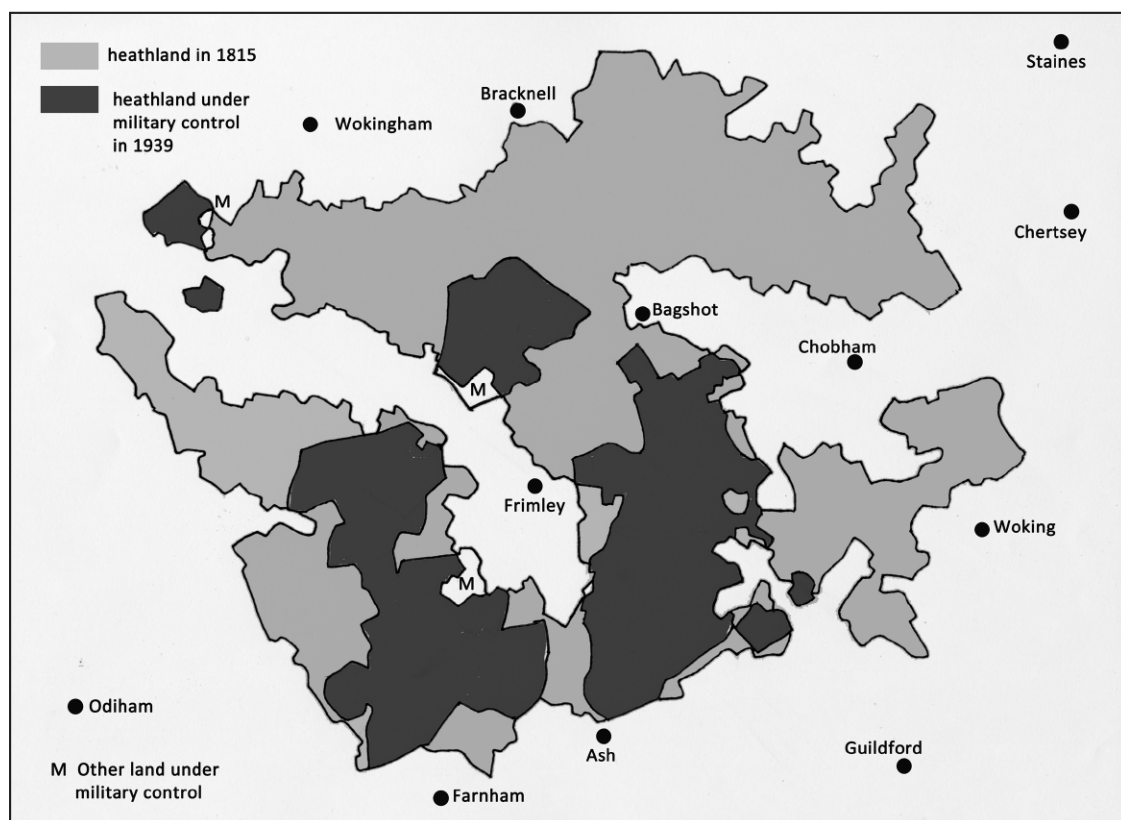 heathland in 1815
heathland under
military control
in 1939
Staines
Bracknell
Wokingham
M
Chertsey
Bagshot
Chobham
M
Frimley
Woking
M
Odiham
Ash
Guildford
M Other land under
military control
Farnham